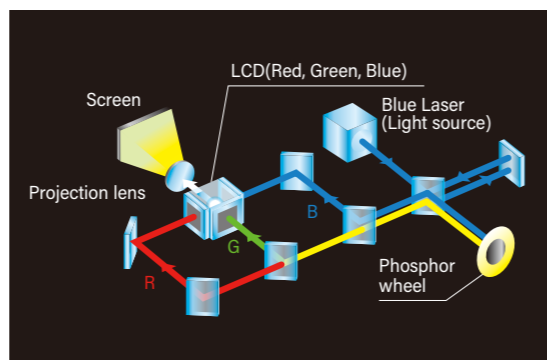 LCD(Red, Green, Blue)
Screen
Blue Laser
(Light source)
Projection lens
B
G
R
Phosphor
wheel